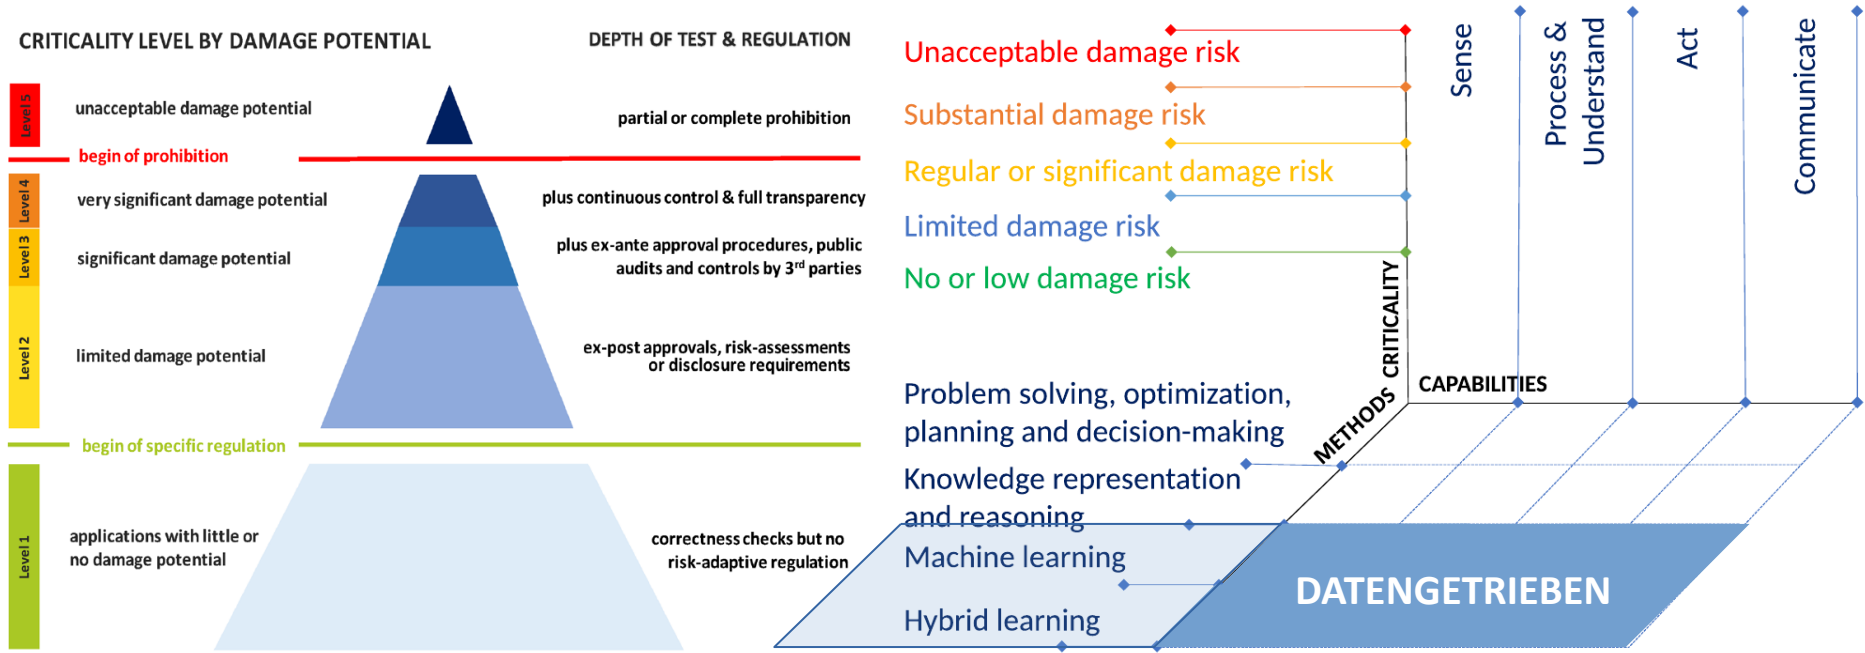 CRITICALITY LEVEL BY DAMAGE POTENTIAL
DEPTH OF TEST & REGULATION
Level 5
unacceptable damage potential
partial or complete prohibition
begin of prohibition
Level 4
very significant damage potential
plus continuous control & full transparency
Level 3
significant damage potential
plus ex-ante approval procedures, public
audits and controls by 3rd parties
Level 2
limited damage potential
ex-post approvals, risk-assessments
or disclosure requirements
begin of specific regulation
Level 1
applications with little or
no damage potential
correctness checks but no
risk-adaptive regulation
Unacceptable damage risk
Substantial damage risk
Regular or significant damage risk
Limited damage risk
No or low damage risk
CRITICALITY
Sense
Process &
Understand
Act
Communicate
CAPABILITIES
METHODS
Problem solving, optimization,
planning and decision-making
Knowledge representation
and reasoning
Machine learning
Hybrid learning
DATENGETRIEBEN